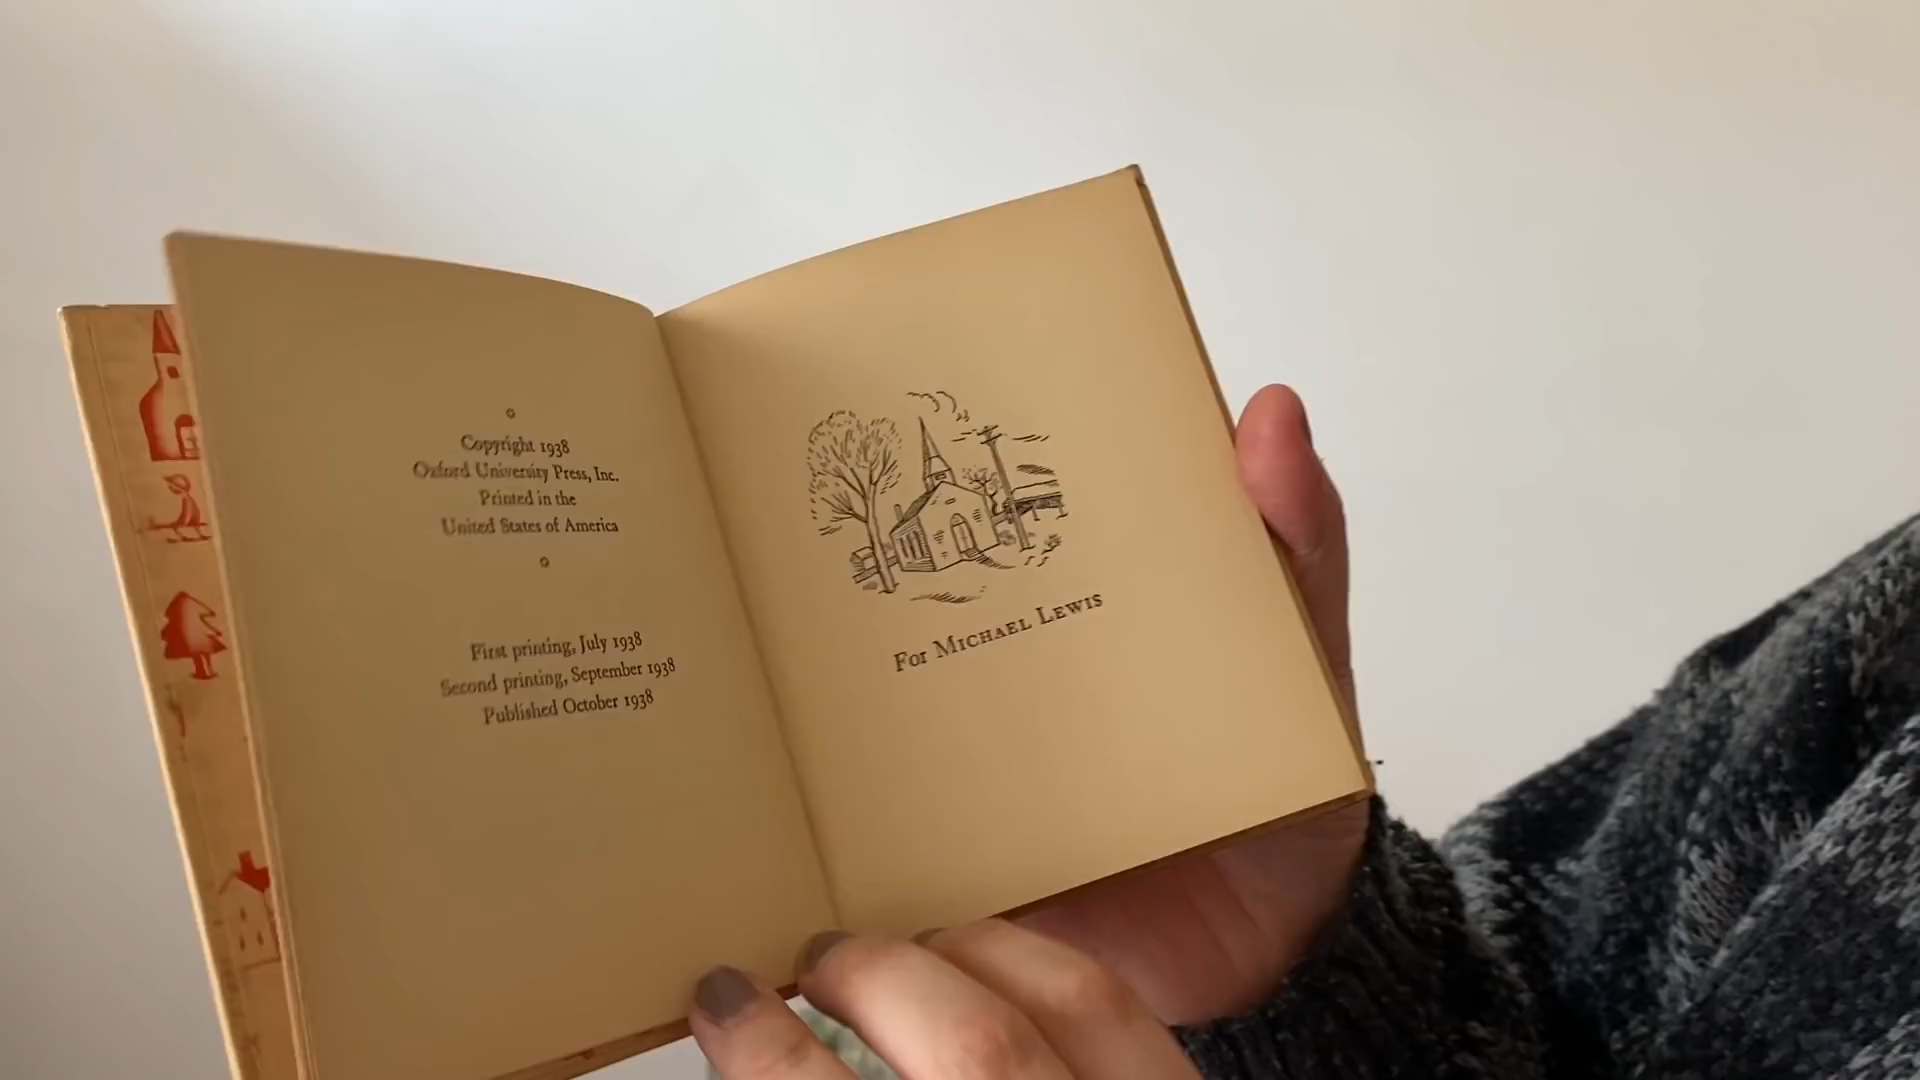 Copyright 1938
Oxford University Press, Inc.
Printed in the
United States of America
First printing, July 1938
Second printing, September 1938
Published October 1938
For Michael Lewis